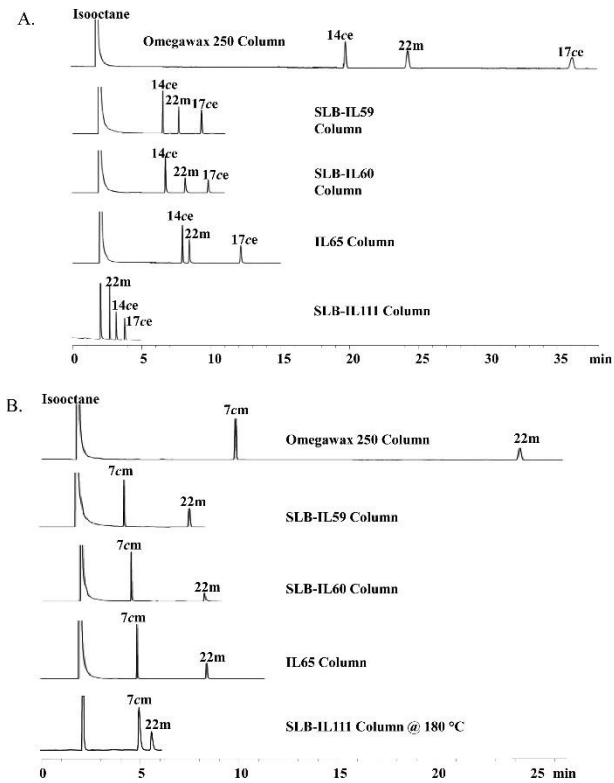 A.
Isooctane
Omegawax 250 Column
14ce
22m
17ce
14ce
22m
17ce
SLB-IL59
Column
14ce
22m
17ce
SLB-IL60
Column
14ce
22m
17ce
IL65 Column
22m
14ce
17ce
SLB-IL111 Column
0 5 10 15 20 25 30 35 min
B.
Isooctane
7cm
Omegawax 250 Column
22m
7cm
22m
SLB-IL59 Column
7cm
22m
SLB-IL60 Column
7cm
22m
IL65 Column
7cm
22m
SLB-IL111 Column @ 180 °C
0 5 10 15 20 25 min